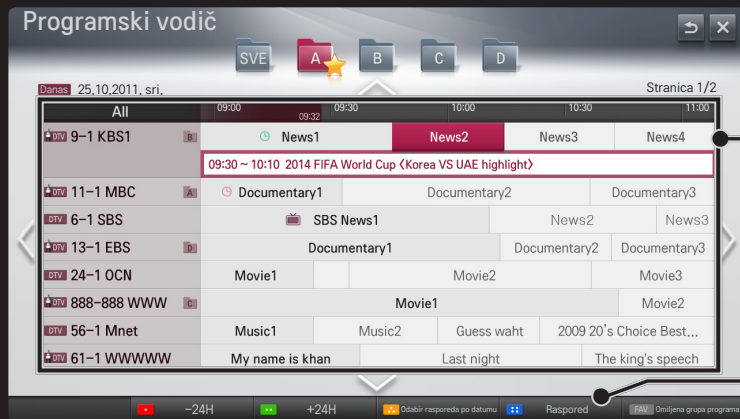 Programski vodič
SVE A B C D
Danas 25.10.2011. sri. Stranica 1/2
All 09:00 09:32 09:30 10:00 10:30 11:00
DTV 9-1 KBS1 B News1 News2 News3 News4
09:30 ~ 10:10 2014 FIFA World Cup 〈Korea VS UAE highlight〉
DTV 11-1 MBC A Documentary1 Documentary2 Documentary3
DTV 6-1 SBS SBS News1 News2 News3
DTV 13-1 EBS D Documentary1 Documentary2 Documentary3
DTV 24-1 OCN Movie1 Movie2 Movie3
DTV 888-888 WWW C Movie1 Movie2
DTV 56-1 Mnet Music1 Music2 Guess waht 2009 20's Choice Best...
DTV 61-1 WWWWW My name is khan Last night The king's speech
-24H +24H Odabir rasporeda po datumu Raspored FAV Omiljena grupa programa